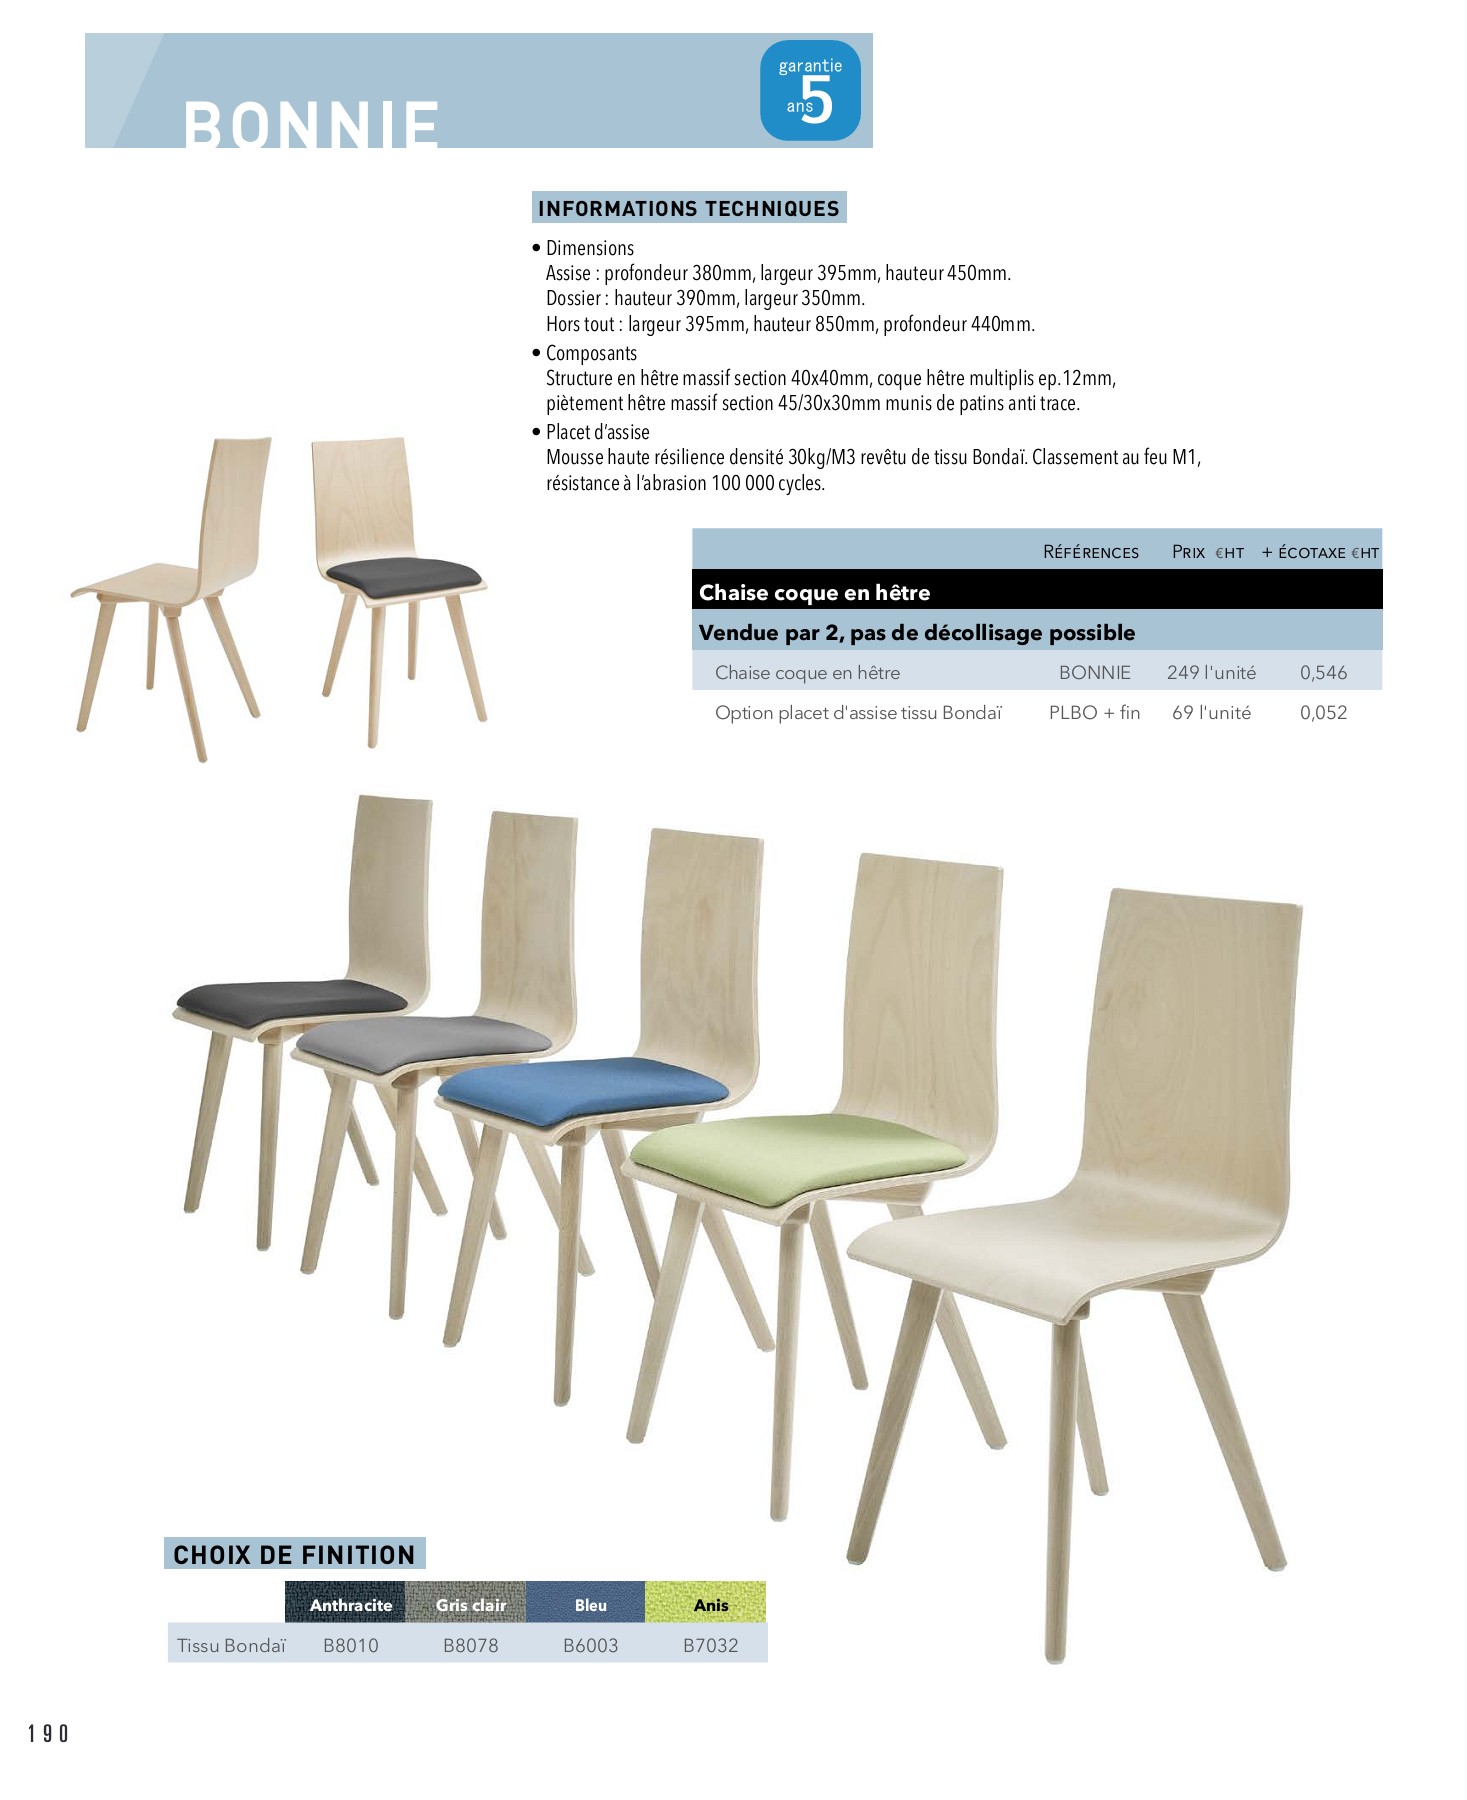 BONNIE
garantie
5
ans
INFORMATIONS TECHNIQUES
• Dimensions
Assise : profondeur 380mm, largeur 395mm, hauteur 450mm.
Dossier : hauteur 390mm, largeur 350mm.
Hors tout : largeur 395mm, hauteur 850mm, profondeur 440mm.
• Composants
Structure en hêtre massif section 40x40mm, coque hêtre multiplis ep.12mm,
piètement hêtre massif section 45/30x30mm munis de patins anti trace.
• Placet d’assise
Mousse haute résilience densité 30kg/M3 revêtu de tissu Bondaï. Classement au feu M1,
résistance à l’abrasion 100 000 cycles.
RÉFÉRENCES PRIX €HT + ÉCOTAXE €HT
Chaise coque en hêtre
Vendue par 2, pas de décollisage possible
Chaise coque en hêtre BONNIE 249 l'unité 0,546
Option placet d'assise tissu Bondaï PLBO + fin 69 l'unité 0,052
CHOIX DE FINITION
Anthracite Gris clair Bleu Anis
Tissu Bondaï B8010 B8078 B6003 B7032
190